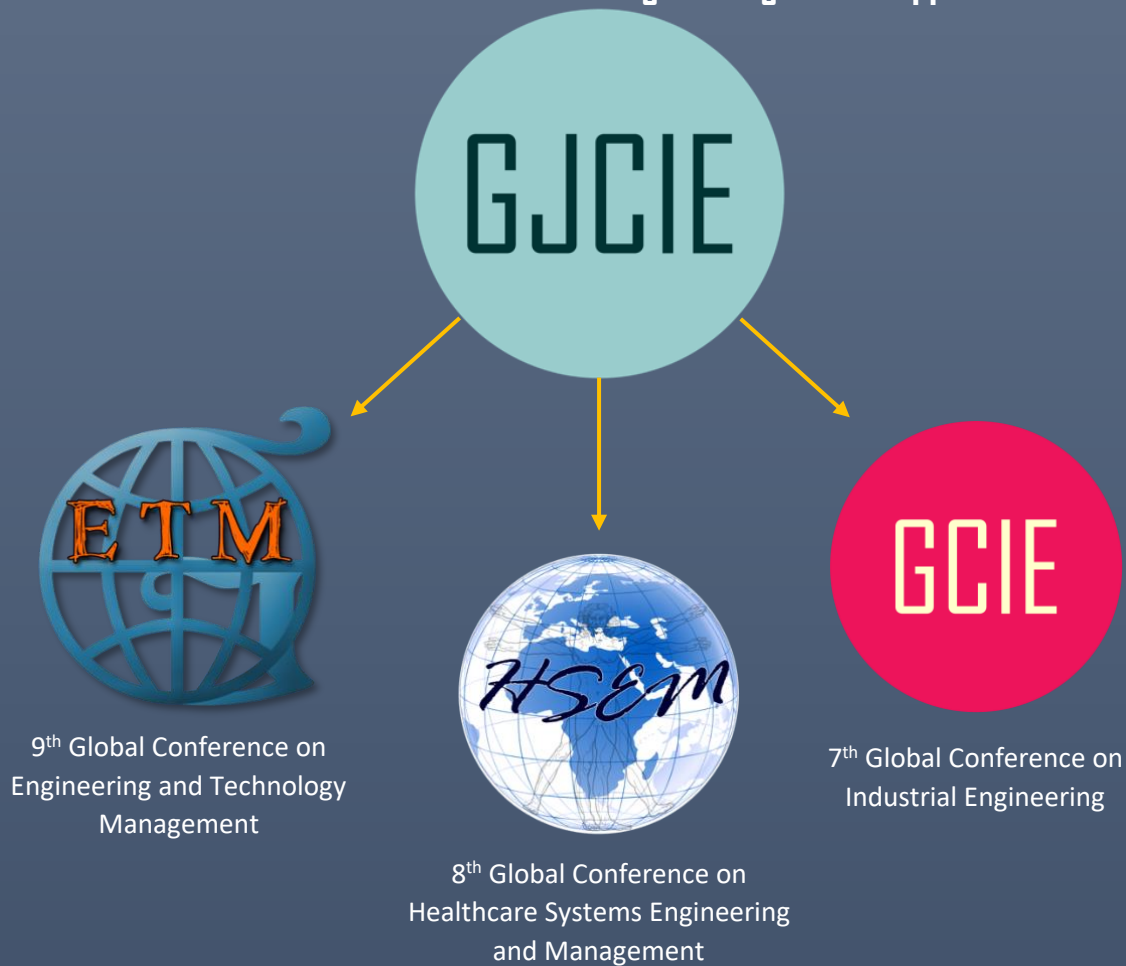 GJCIE
ETM
HSEM
GCIE
9th Global Conference on
Engineering and Technology
Management
8th Global Conference on
Healthcare Systems Engineering
and Management
7th Global Conference on
Industrial Engineering